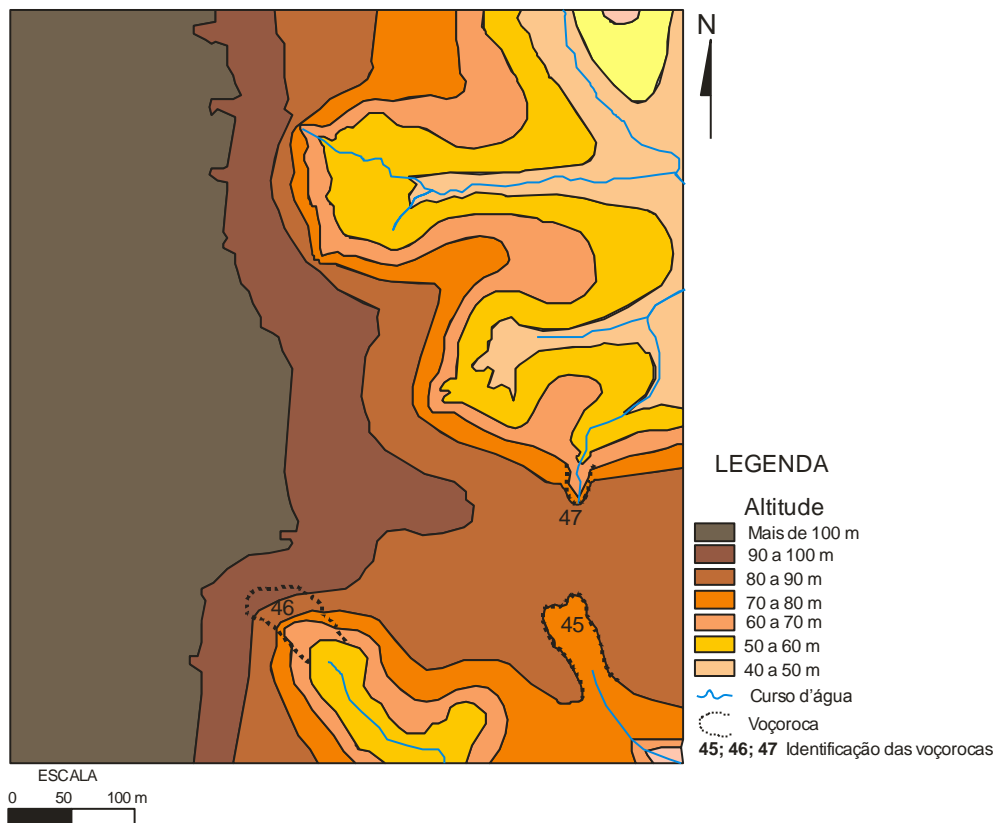 N
47
46
45
LEGENDA
Altitude
Mais de 100 m
90 a 100 m
80 a 90 m
70 a 80 m
60 a 70 m
50 a 60 m
40 a 50 m
Curso d'água
Voçoroca
45; 46; 47 Identificação das voçorocas
ESCALA
0 50 100 m